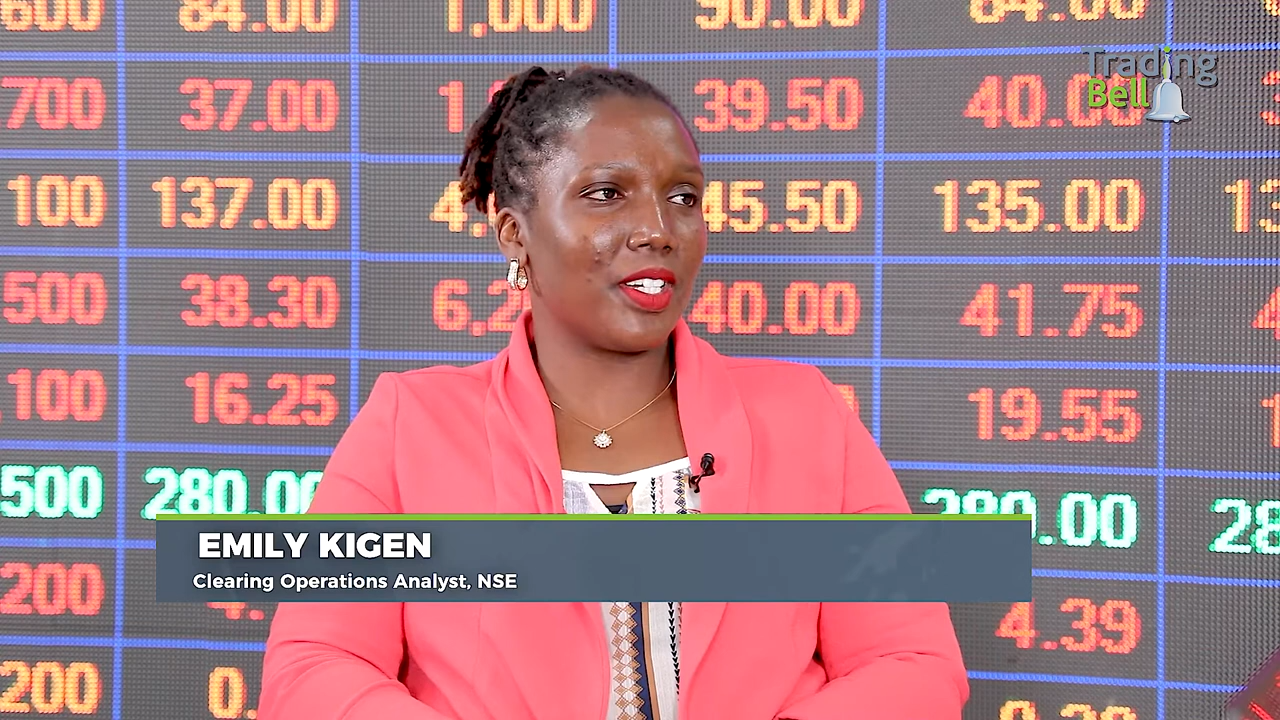 600 1,000 90.00 84.00
Trading
Bell
700 37.00 39.50
100 137.00 45.50 135.00
500 38.30 40.00 41.75
100 16.25 19.55
500 280.00
EMILY KIGEN
Clearing Operations Analyst, NSE
200 4.39
200